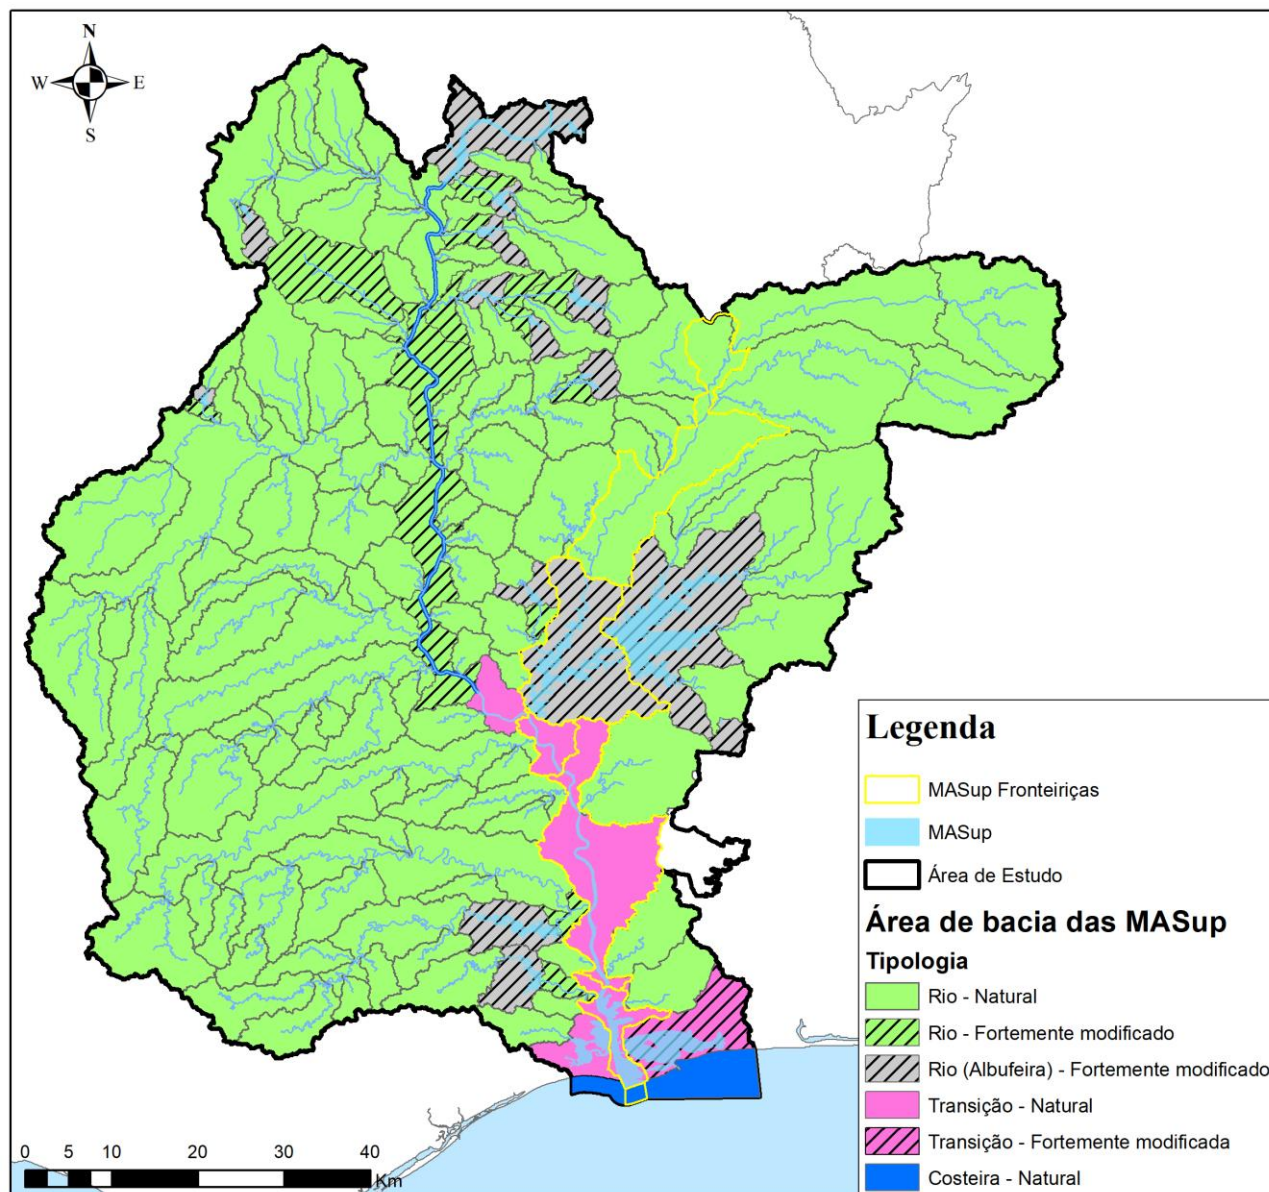 N
W E
S
Legenda
MASup Fronteiriças
MASup
Área de Estudo
Área de bacia das MASup
Tipologia
Rio - Natural
Rio - Fortemente modificado
Rio (Albufeira) - Fortemente modificado
Transição - Natural
Transição - Fortemente modificada
Costeira - Natural
0 5 10 20 30 40
Km